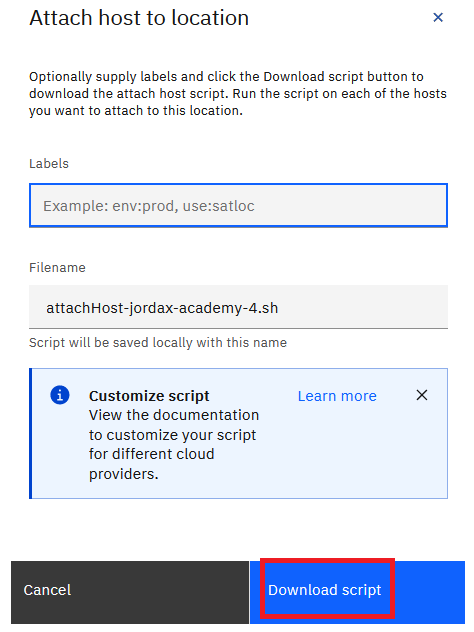 Attach host to location
Optionally supply labels and click the Download script button to
download the attach host script. Run the script on each of the hosts
you want to attach to this location.
Labels
Example: env:prod, use:satloc
Filename
attachHost-jordax-academy-4.sh
Script will be saved locally with this name
Customize script
Learn more
View the documentation
to customize your script
for different cloud
providers.
Cancel
Download script